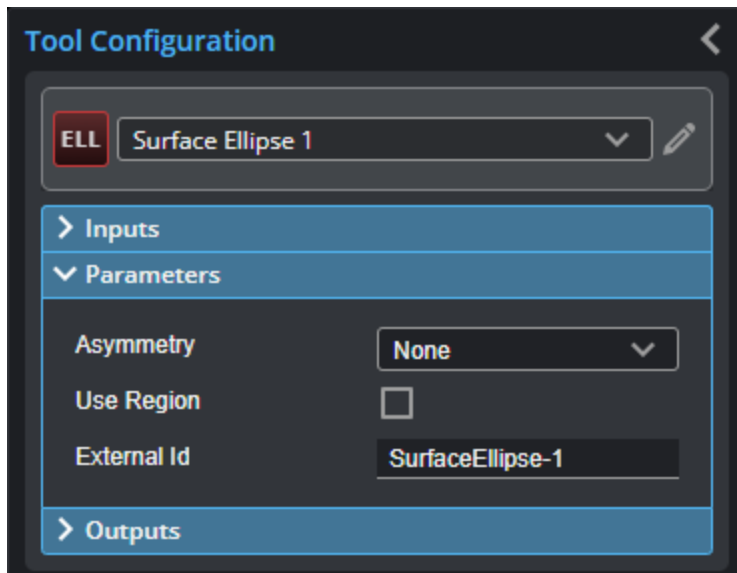 Tool Configuration
ELL Surface Ellipse 1
Inputs
Parameters
Asymmetry None
Use Region
External Id SurfaceEllipse-1
Outputs